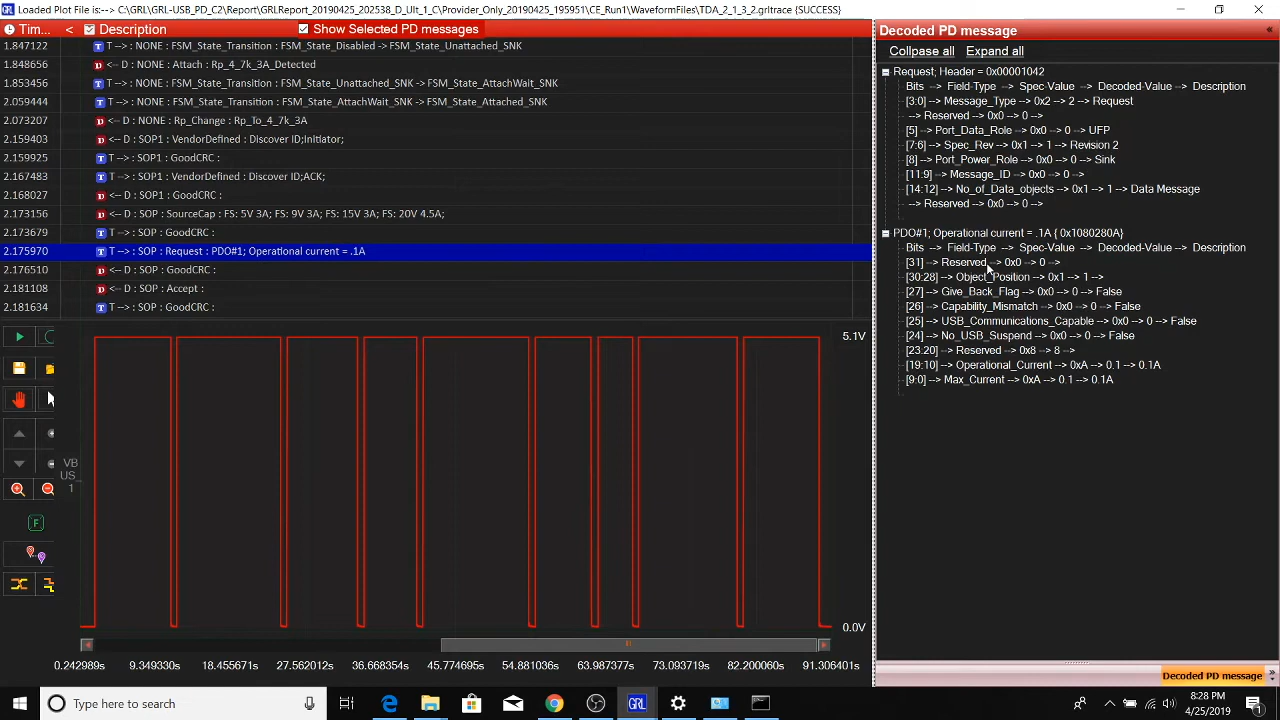 Loaded Plot File is:--> C:\GRL\GRL-USB_PD_C2\Report\GRLReport_20190425_202538_D_Ult_1_\Provider_Only_20190425_195951\CE_Run1\WaveformFiles\TDA_2_1_3_2.grltrace {SUCCESS}
Tim... < Description Show Selected PD messages
1.847122 T T -->: NONE : FSM_State_Transition : FSM_State_Disabled -> FSM_State_Unattached_SNK
1.848656 D <-- D : NONE : Attach : Rp_4_7k_3A_Detected
1.853456 T T -->: NONE : FSM_State_Transition : FSM_State_Unattached_SNK -> FSM_State_AttachWait_SNK
2.059444 T T -->: NONE : FSM_State_Transition : FSM_State_AttachWait_SNK -> FSM_State_Attached_SNK
2.073207 D <-- D : NONE : Rp_Change : Rp_To_4_7k_3A
2.159403 D <-- D : SOP1 : VendorDefined : Discover ID;Initiator;
2.159925 T T -->: SOP1 : GoodCRC :
2.167483 T T -->: SOP1 : VendorDefined : Discover ID;ACK;
2.168027 D <-- D : SOP1 : GoodCRC :
2.173156 D <-- D : SOP : SourceCap : FS: 5V 3A; FS: 9V 3A; FS: 15V 3A; FS: 20V 4.5A;
2.173679 T T -->: SOP : GoodCRC :
2.175970 T T -->: SOP : Request : PDO#1; Operational current = .1A
2.176510 D <-- D : SOP : GoodCRC :
2.181108 D <-- D : SOP : Accept :
2.181634 T T -->: SOP : GoodCRC :
5.1V
VB
US_
1
F
0.0V
0.242989s 9.349330s 18.455671s 27.562012s 36.668354s 45.774695s 54.881036s 63.987377s 73.093719s 82.200060s 91.306401s
Decoded PD message «
Collpase all Expand all
Request; Header = 0x00001042
Bits --> Field-Type --> Spec-Value --> Decoded-Value --> Description
[3:0] --> Message_Type --> 0x2 --> 2 --> Request
--> Reserved --> 0x0 --> 0 -->
[5] --> Port_Data_Role --> 0x0 --> 0 --> UFP
[7:6] --> Spec_Rev --> 0x1 --> 1 --> Revision 2
[8] --> Port_Power_Role --> 0x0 --> 0 --> Sink
[11:9] --> Message_ID --> 0x0 --> 0 -->
[14:12] --> No_of_Data_objects --> 0x1 --> 1 --> Data Message
--> Reserved --> 0x0 --> 0 -->
PDO#1; Operational current = .1A { 0x1080280A}
Bits --> Field-Type --> Spec-Value --> Decoded-Value --> Description
[31] --> Reserved --> 0x0 --> 0 -->
[30:28] --> Object_Position --> 0x1 --> 1 -->
[27] --> Give_Back_Flag --> 0x0 --> 0 --> False
[26] --> Capability_Mismatch --> 0x0 --> 0 --> False
[25] --> USB_Communications_Capable --> 0x0 --> 0 --> False
[24] --> No_USB_Suspend --> 0x0 --> 0 --> False
[23:20] --> Reserved --> 0x8 --> 8 -->
[19:10] --> Operational_Current --> 0xA --> 0.1 --> 0.1A
[9:0] --> Max_Current --> 0xA --> 0.1 --> 0.1A
Decoded PD message
Type here to search
GRL
8:28 PM
4/25/2019